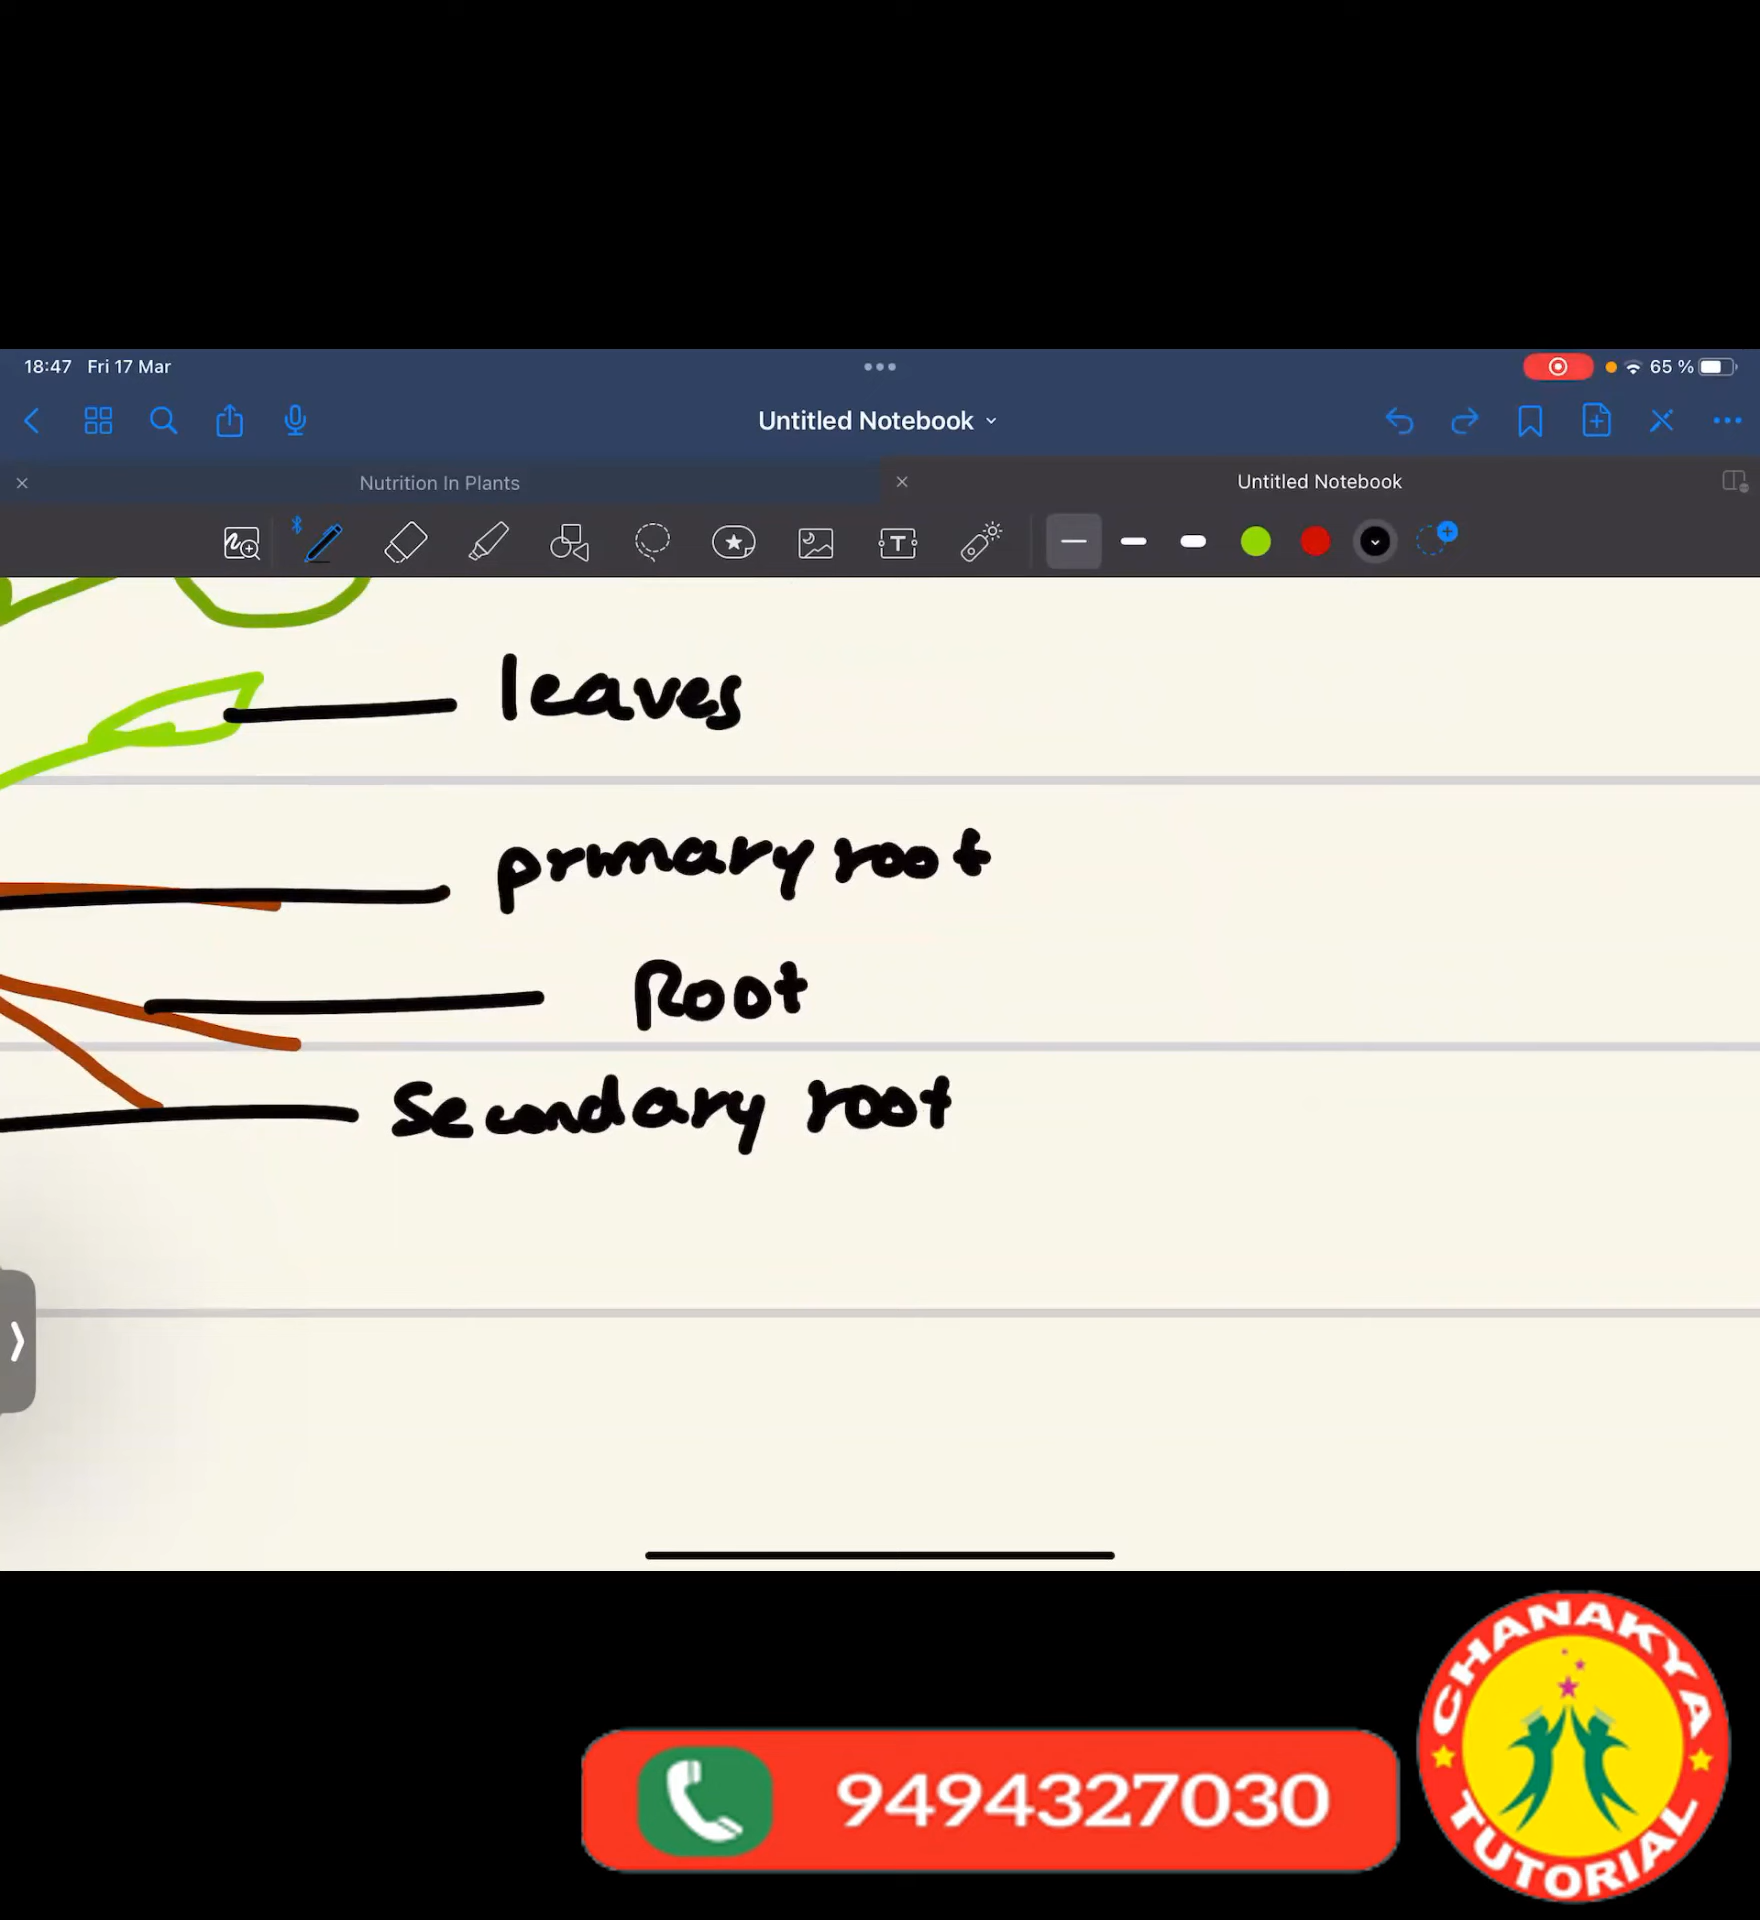 18:47 Fri 17 Mar
65 %
Untitled Notebook
Nutrition In Plants
Untitled Notebook
T
leaves
primary root
Root
Secondary root
9494327030
CHANAKYA
TUTORIAL